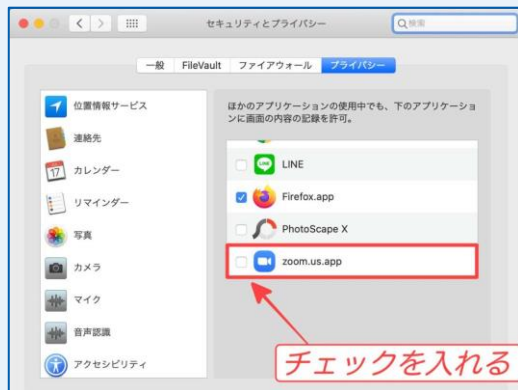 セキュリティとプライバシー
検索
一般 FileVault ファイアウォール プライバシー
位置情報サービス
連絡先
17
カレンダー
リマインダー
写真
カメラ
マイク
音声認識
アクセシビリティ
ほかのアプリケーションの使用中でも、下のアプリケーショ
ンに画面の内容の記録を許可。
LINE
LINE
Firefox.app
PhotoScape X
zoom.us.app
チェックを入れる